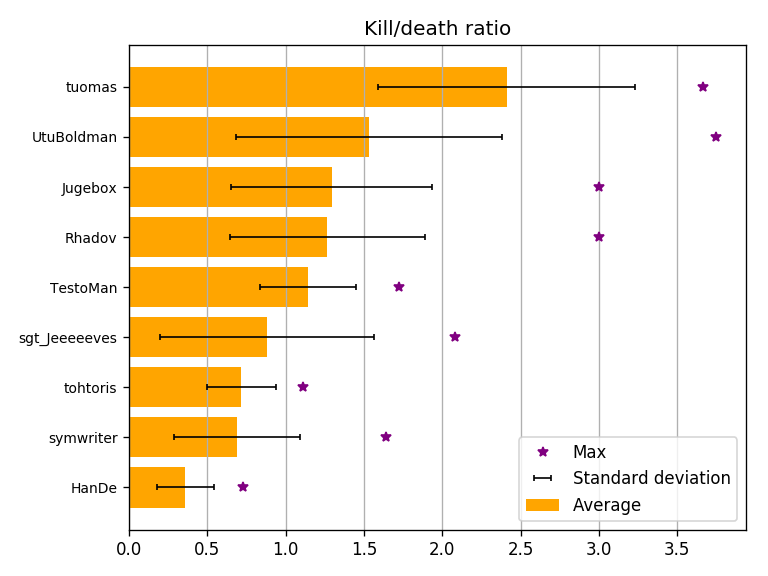 Kill/death ratio
tuomas
UtuBoldman
Jugebox
Rhadov
TestoMan
sgt_Jeeeeeves
tohtoris
symwriter
HanDe
Max
Standard deviation
Average
0.0 0.5 1.0 1.5 2.0 2.5 3.0 3.5